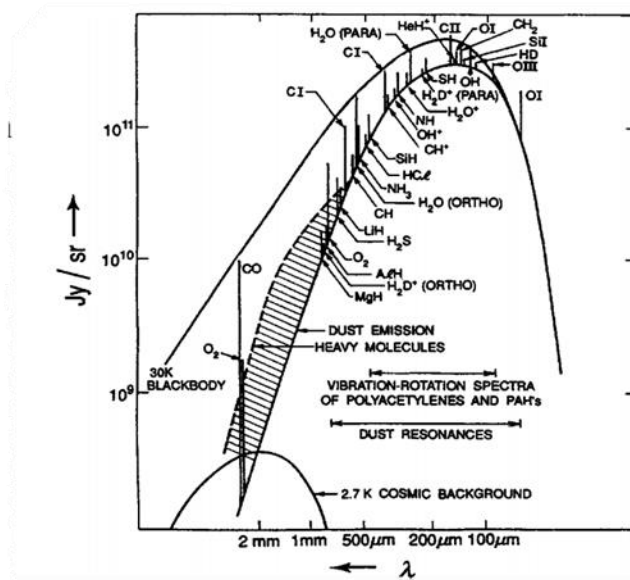 HeH⁺
CII
OI
CH₂
SiI
HD
OIII
OH
H₂O (PARA)
CI
SH
OI
H₂D⁺ (PARA)
CI
H₂O⁺
NH
OH⁺
CH⁺
10¹¹
SiH
HCℓ
NH₃
H₂O (ORTHO)
CH
LiH
H₂S
Jy / sr
10¹⁰
CO
O₂
AℓH
H₂D⁺ (ORTHO)
MgH
DUST EMISSION
HEAVY MOLECULES
O₂
30K
BLACKBODY
10⁹
VIBRATION-ROTATION SPECTRA
OF POLYACETYLENES AND PAH's
DUST RESONANCES
2.7 K COSMIC BACKGROUND
2 mm 1mm 500μm 200μm 100μm
λ